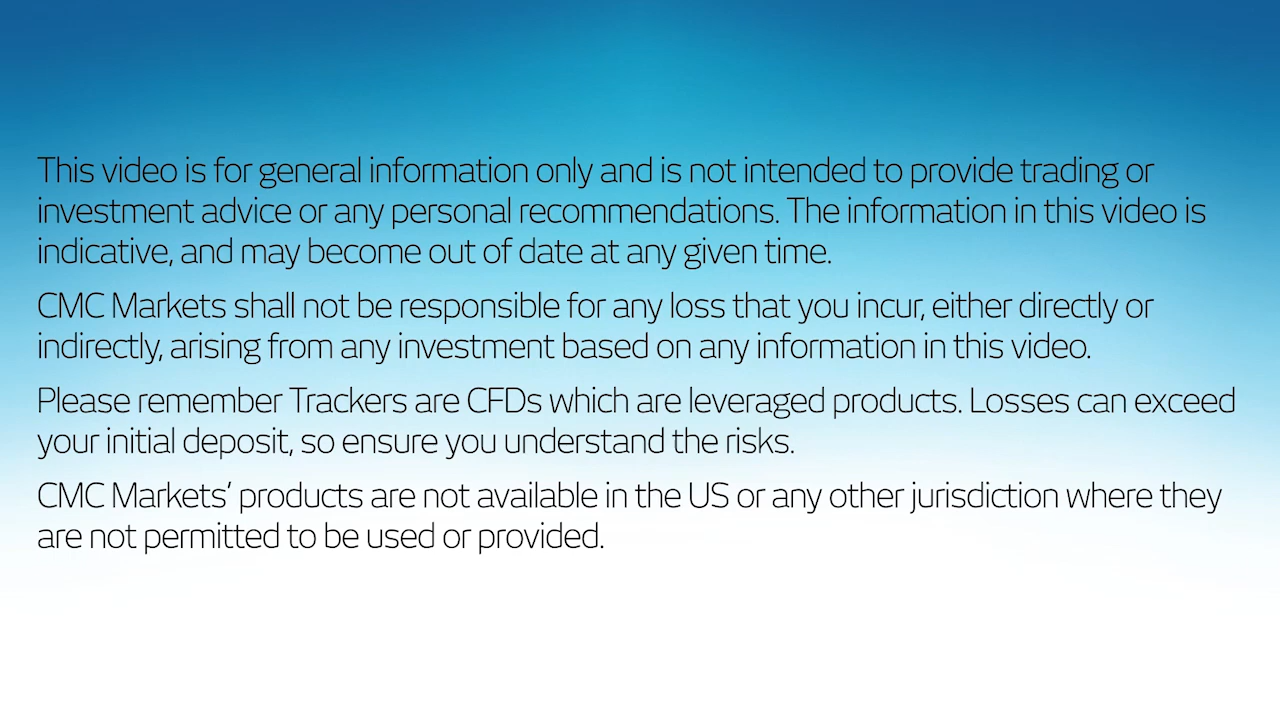 This video is for general information only and is not intended to provide trading or
investment advice or any personal recommendations. The information in this video is
indicative, and may become out of date at any given time.
CMC Markets shall not be responsible for any loss that you incur, either directly or
indirectly, arising from any investment based on any information in this video.
Please remember Trackers are CFDs which are leveraged products. Losses can exceed
your initial deposit, so ensure you understand the risks.
CMC Markets’ products are not available in the US or any other jurisdiction where they
are not permitted to be used or provided.